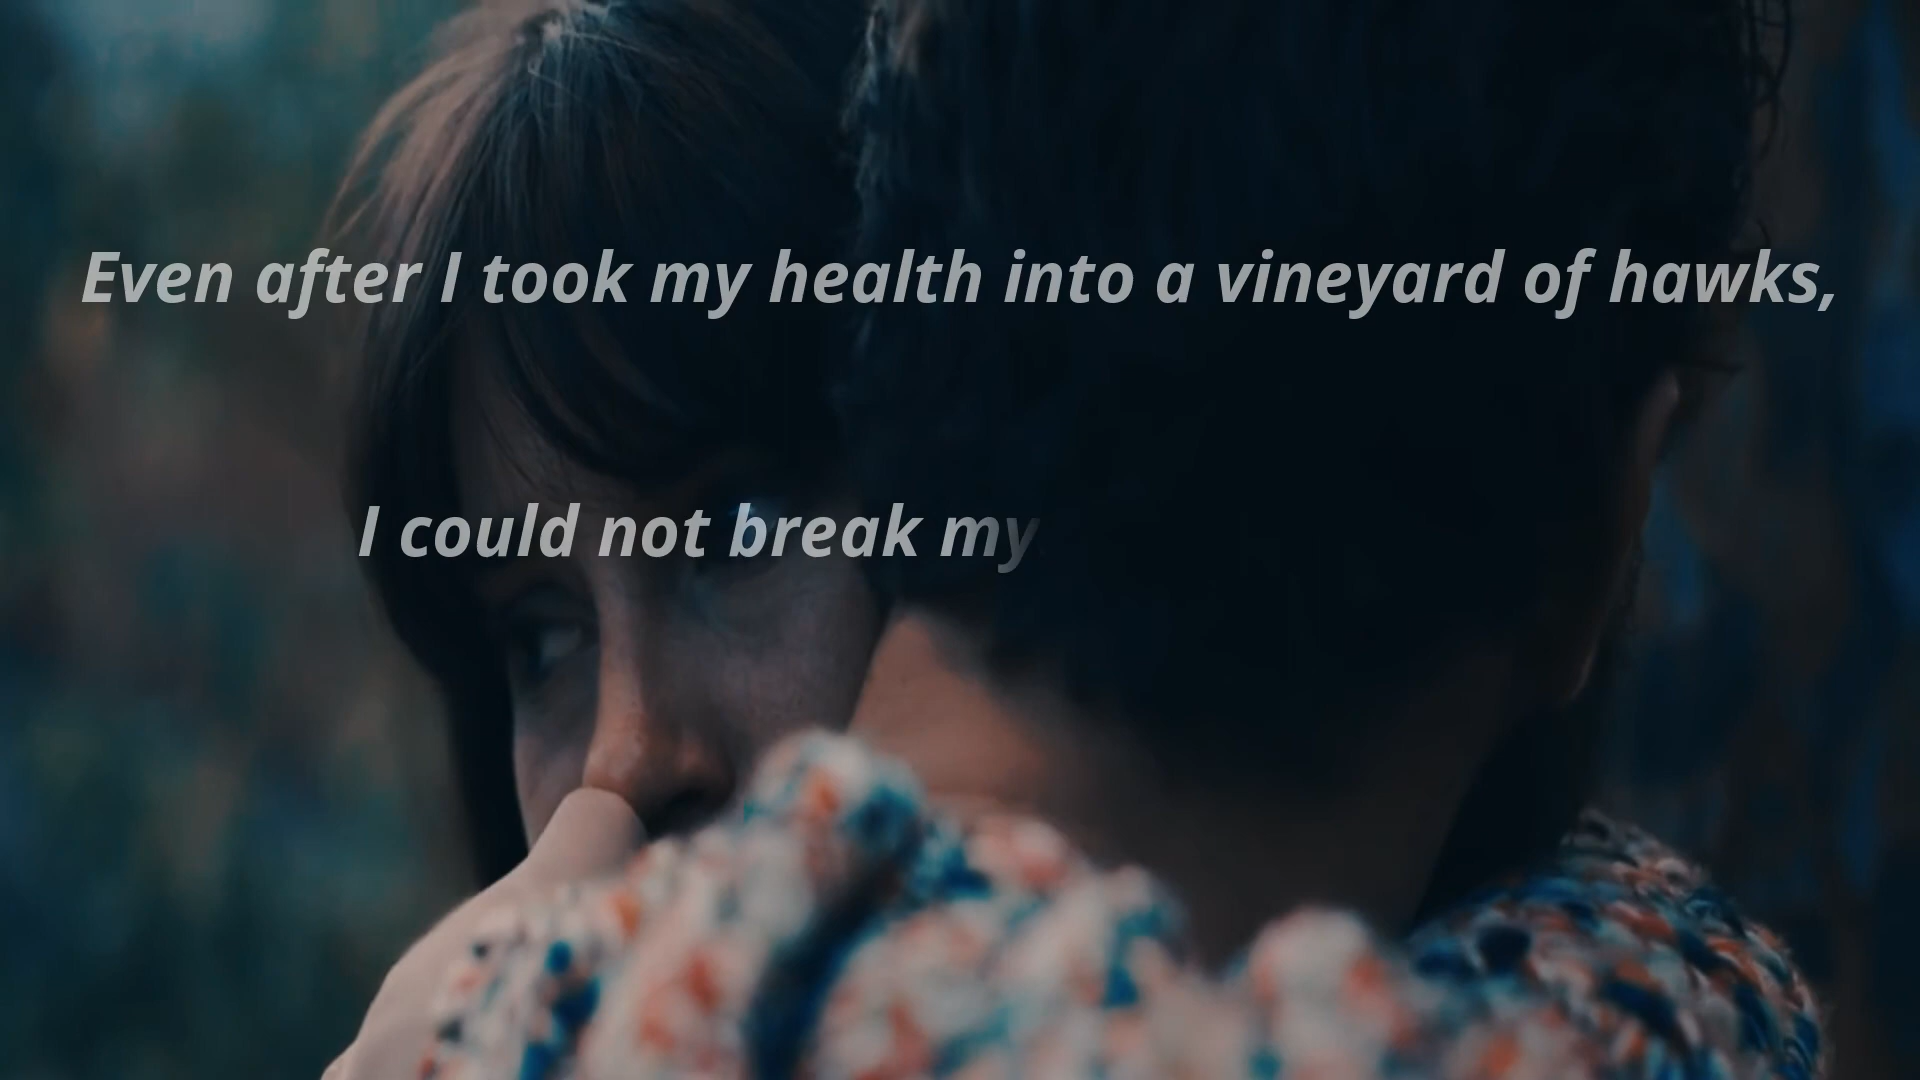 Even after I took my health into a vineyard of hawks,
I could not break my